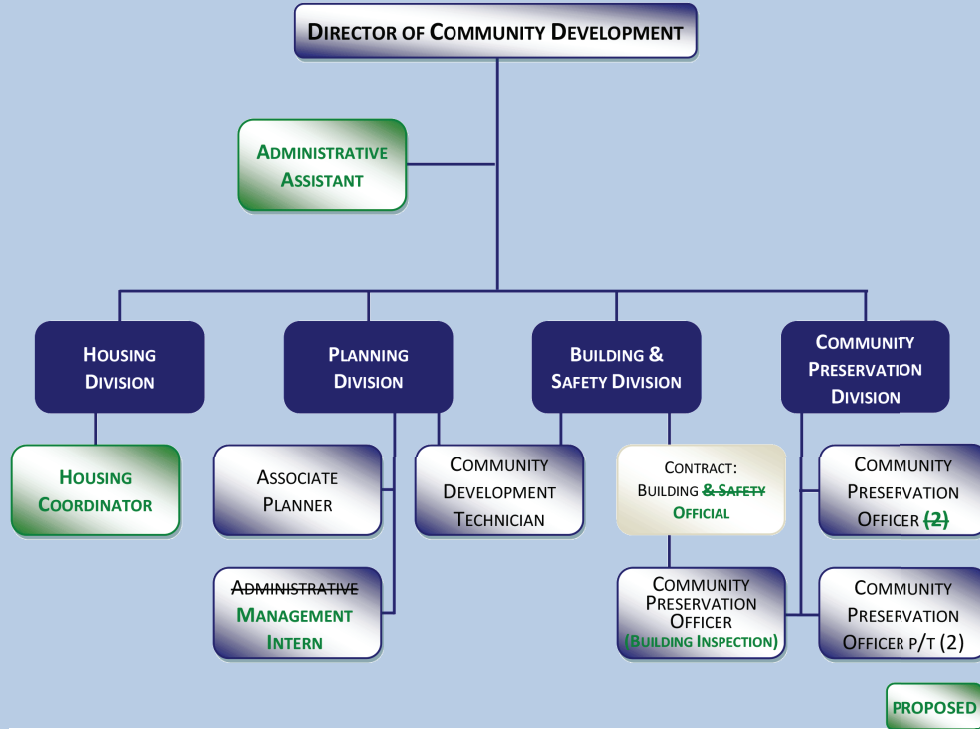 DIRECTOR OF COMMUNITY DEVELOPMENT
ADMINISTRATIVE
ASSISTANT
HOUSING
DIVISION
PLANNING
DIVISION
BUILDING &
SAFETY DIVISION
COMMUNITY
PRESERVATION
DIVISION
HOUSING
COORDINATOR
ASSOCIATE
PLANNER
COMMUNITY
DEVELOPMENT
TECHNICIAN
CONTRACT:
BUILDING & SAFETY
OFFICIAL
COMMUNITY
PRESERVATION
OFFICER (2)
ADMINISTRATIVE
MANAGEMENT
INTERN
COMMUNITY
PRESERVATION
OFFICER
(BUILDING INSPECTION)
COMMUNITY
PRESERVATION
OFFICER P/T (2)
PROPOSED